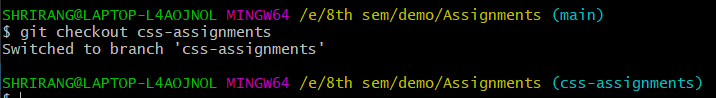 SHRIRANG@LAPTOP-L4AOJNOL MINGW64 /e/8th sem/demo/Assignments (main)
$ git checkout css-assignments
Switched to branch 'css-assignments'
SHRIRANG@LAPTOP-L4AOJNOL MINGW64 /e/8th sem/demo/Assignments (css-assignments)
$